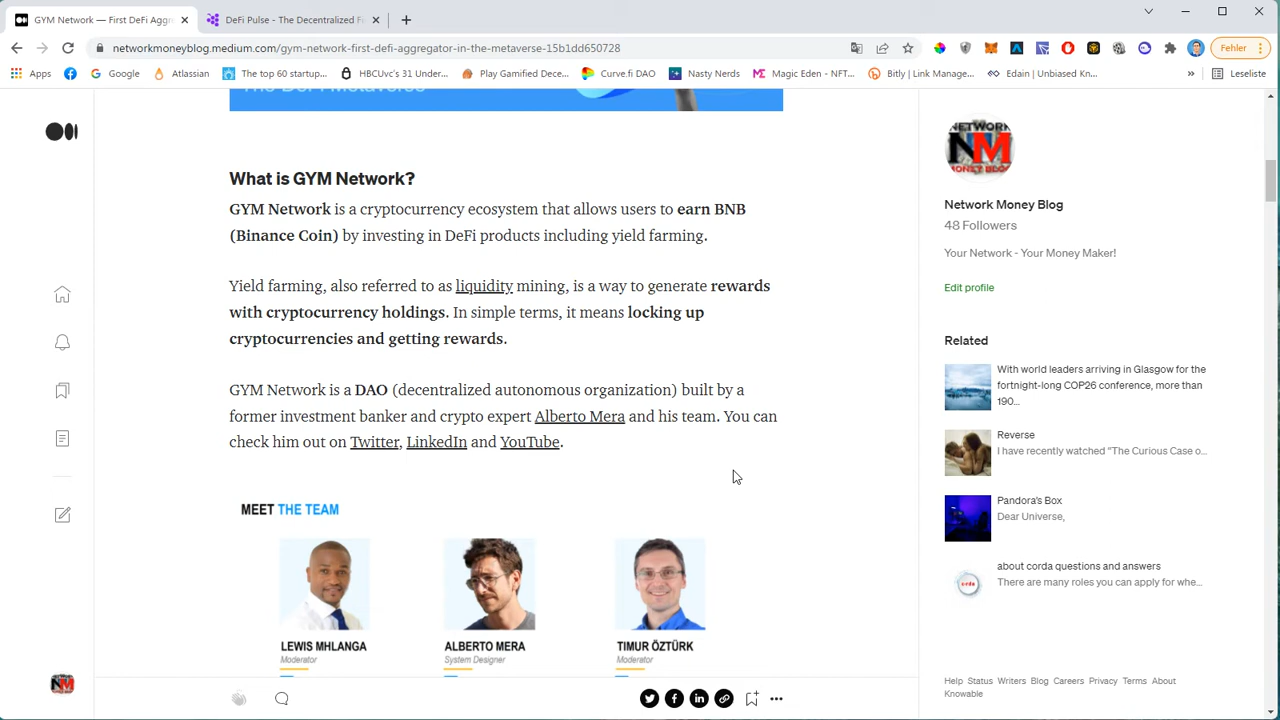 GYM Network — First DeFi Aggr
DeFi Pulse - The Decentralized F
networkmoneyblog.medium.com/gym-network-first-defi-aggregator-in-the-metaverse-15b1dd650728
Fehler
Apps
Google
Atlassian
The top 60 startup...
HBCUvc's 31 Under...
Play Gamified Dece...
Curve.fi DAO
Nasty Nerds
Magic Eden - NFT...
Bitly | Link Manage...
Edain | Unbiased Kn...
»
Leseliste
The DeFi Metaverse
What is GYM Network?
GYM Network is a cryptocurrency ecosystem that allows users to earn BNB
(Binance Coin) by investing in DeFi products including yield farming.
Yield farming, also referred to as liquidity mining, is a way to generate rewards
with cryptocurrency holdings. In simple terms, it means locking up
cryptocurrencies and getting rewards.
GYM Network is a DAO (decentralized autonomous organization) built by a
former investment banker and crypto expert Alberto Mera and his team. You can
check him out on Twitter, LinkedIn and YouTube.
MEET THE TEAM
LEWIS MHLANGA
Moderator
ALBERTO MERA
System Designer
TIMUR ÖZTÜRK
Moderator
NETWORK
NM
MONEY BLOG
Network Money Blog
48 Followers
Your Network - Your Money Maker!
Edit profile
Related
With world leaders arriving in Glasgow for the
fortnight-long COP26 conference, more than
190...
Reverse
I have recently watched "The Curious Case o...
Pandora's Box
Dear Universe,
corda
about corda questions and answers
There are many roles you can apply for whe...
Help Status Writers Blog Careers Privacy Terms About
Knowable